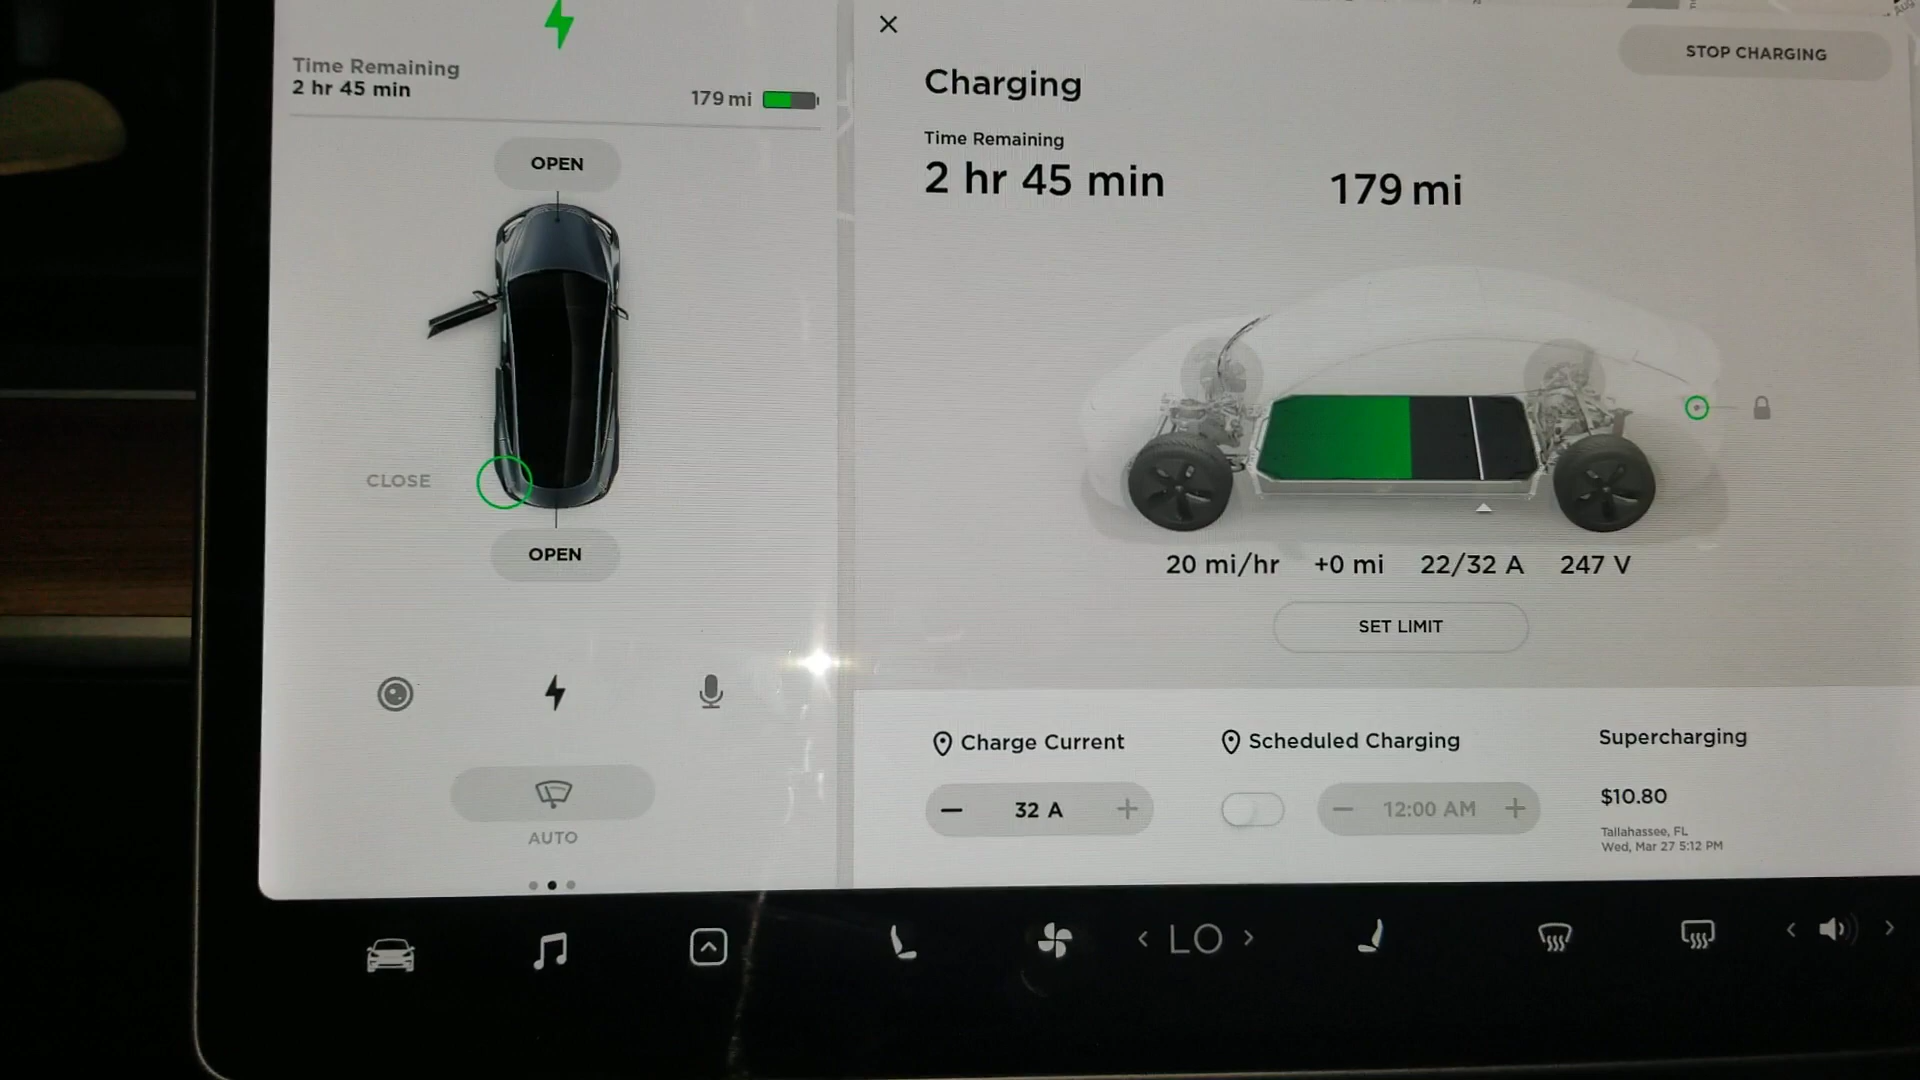 Time Remaining
2 hr 45 min
179 mi
OPEN
CLOSE
OPEN
AUTO
STOP CHARGING
Charging
Time Remaining
2 hr 45 min
179 mi
20 mi/hr +0 mi 22/32 A 247 V
SET LIMIT
Charge Current
− 32 A +
Scheduled Charging
− 12:00 AM +
Supercharging
$10.80
Tallahassee, FL
Wed, Mar 27 5:12 PM
< LO >